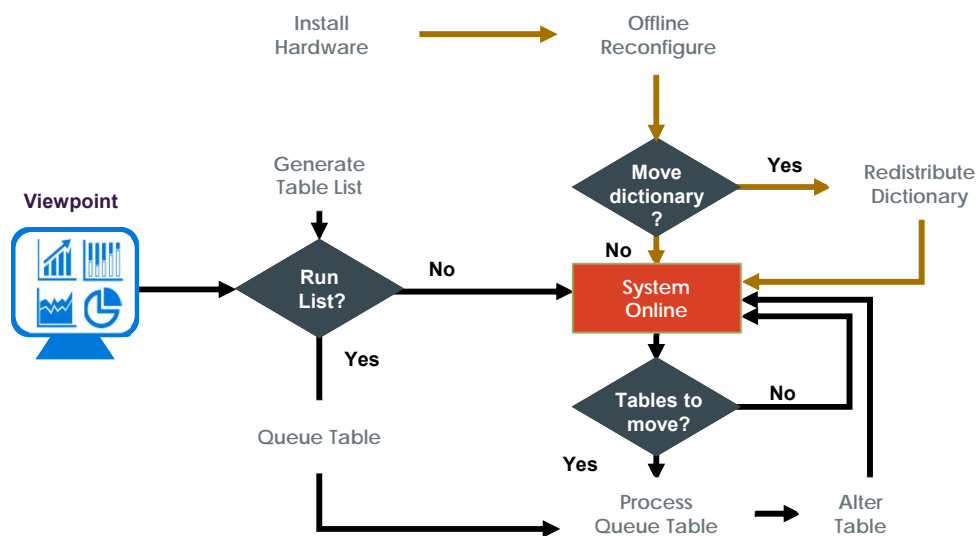 Install
Hardware
Offline
Reconfigure
Generate
Table List
Move
dictionary
?
Yes
Redistribute
Dictionary
Viewpoint
No
Run
List?
No
System
Online
Yes
Tables to
move?
No
Queue Table
Yes
Process
Queue Table
Alter
Table